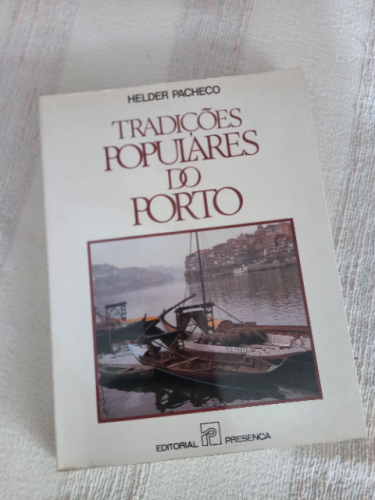 HELDER PACHECO
TRADIÇÕES
POPULARES
DO
PORTO
EDITORIAL PRESENÇA